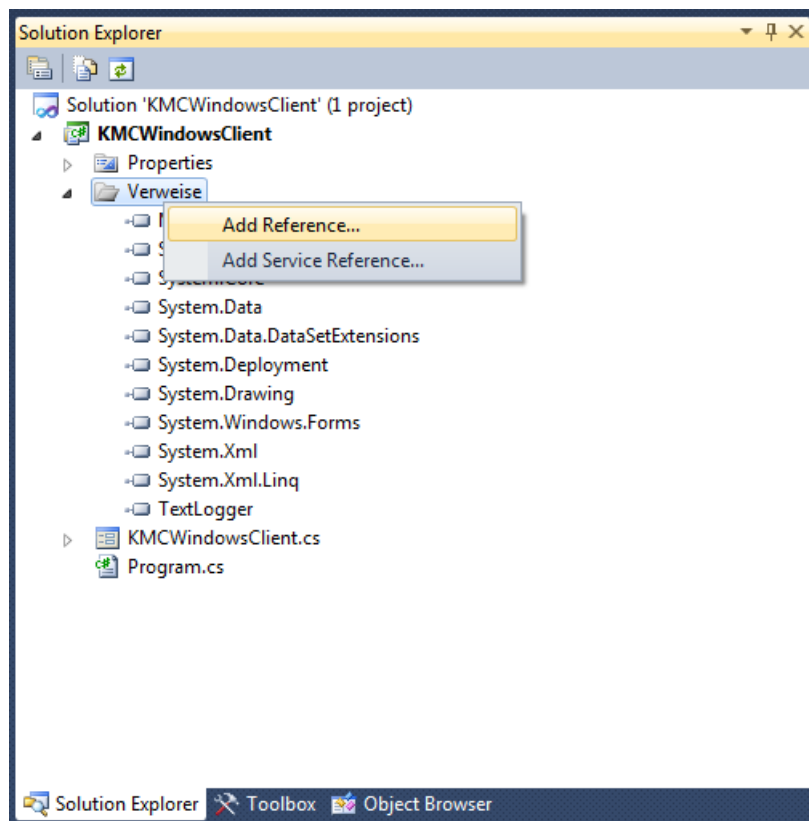 Solution Explorer
Solution 'KMCWindowsClient' (1 project)
KMCWindowsClient
Properties
Verweise
Add Reference...
Add Service Reference...
System.Data
System.Data.DataSetExtensions
System.Deployment
System.Drawing
System.Windows.Forms
System.Xml
System.Xml.Linq
TextLogger
KMCWindowsClient.cs
Program.cs
Solution Explorer Toolbox Object Browser